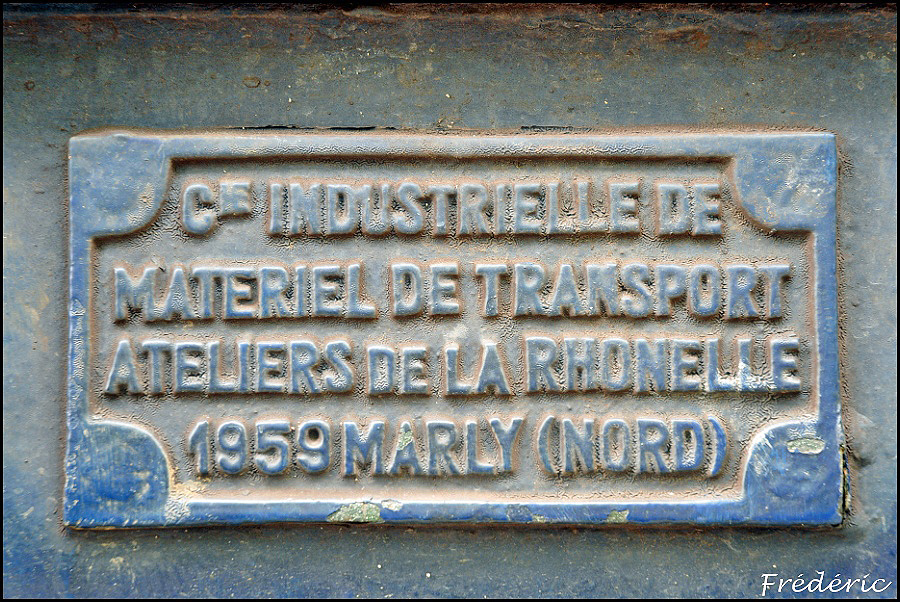 CIE INDUSTRIELLE DE
MATERIEL DE TRANSPORT
ATELIERS DE LA RHONELLE
1959 MARLY (NORD)
Frédéric